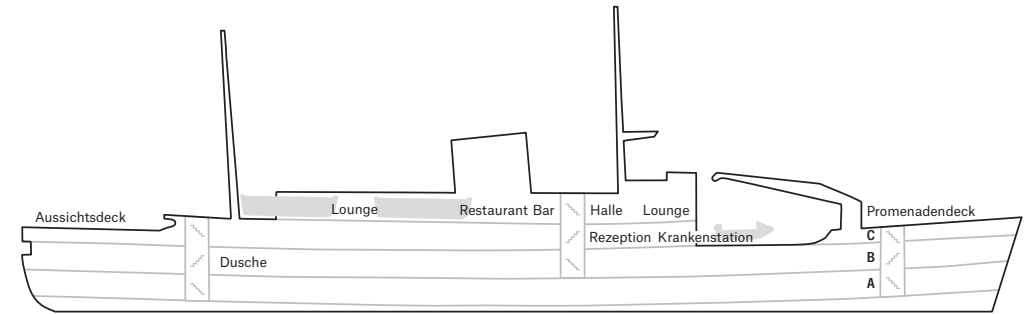 Aussichtsdeck
Lounge
Restaurant Bar
Halle
Lounge
Promenadendeck
Rezeption
Krankenstation
C
Dusche
B
A